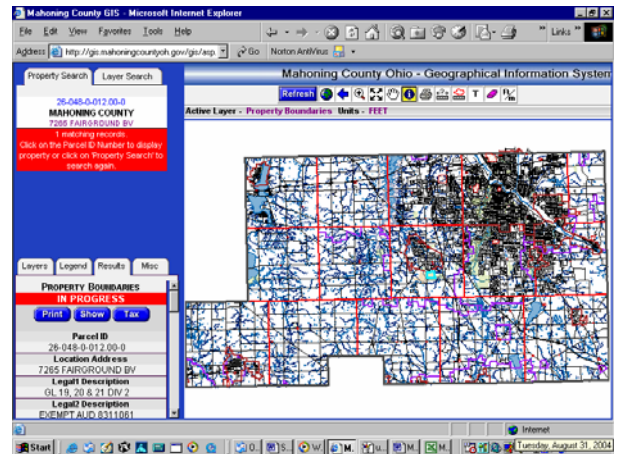 Mahoning County GIS - Microsoft Internet Explorer
File Edit View Favorites Tools Help
Links
Address http://gis.mahoningcountyoh.gov/gis/asp. Go Norton AntiVirus
Property Search Layer Search
Mahoning County Ohio - Geographical Information System
26-048-0-012.00-0
MAHONING COUNTY
7265 FAIRGROUND BV
Refresh T
Active Layer - Property Boundaries Units - FEET
1 matching records.
Click on the Parcel ID Number to display
property or click on 'Property Search' to
search again.
Layers Legend Results Misc
PROPERTY BOUNDARIES
IN PROGRESS
Print Show Tax
Parcel ID
26-048-0-012.00-0
Location Address
7265 FAIRGROUND BV
Legal1 Description
GL 19, 20 & 21 DIV 2
Legal2 Description
EXEMPT AUD 8311061
Internet
Start O.. S.. W.. M.. u.. M.. M..
Tuesday, August 31, 2004